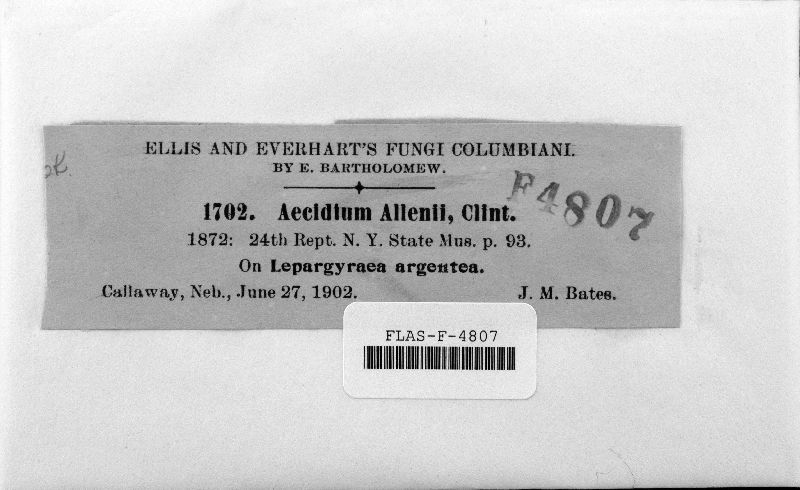 ELLIS AND EVERHART'S FUNGI COLUMBIANI.
BY E. BARTHOLOMEW.
1702. Aecidium Allenii, Clint.
F4807
1872: 24th Rept. N. Y. State Mus. p. 93.
On Lepargyraea argentea.
Callaway, Neb., June 27, 1902. J. M. Bates.
FLAS-F-4807